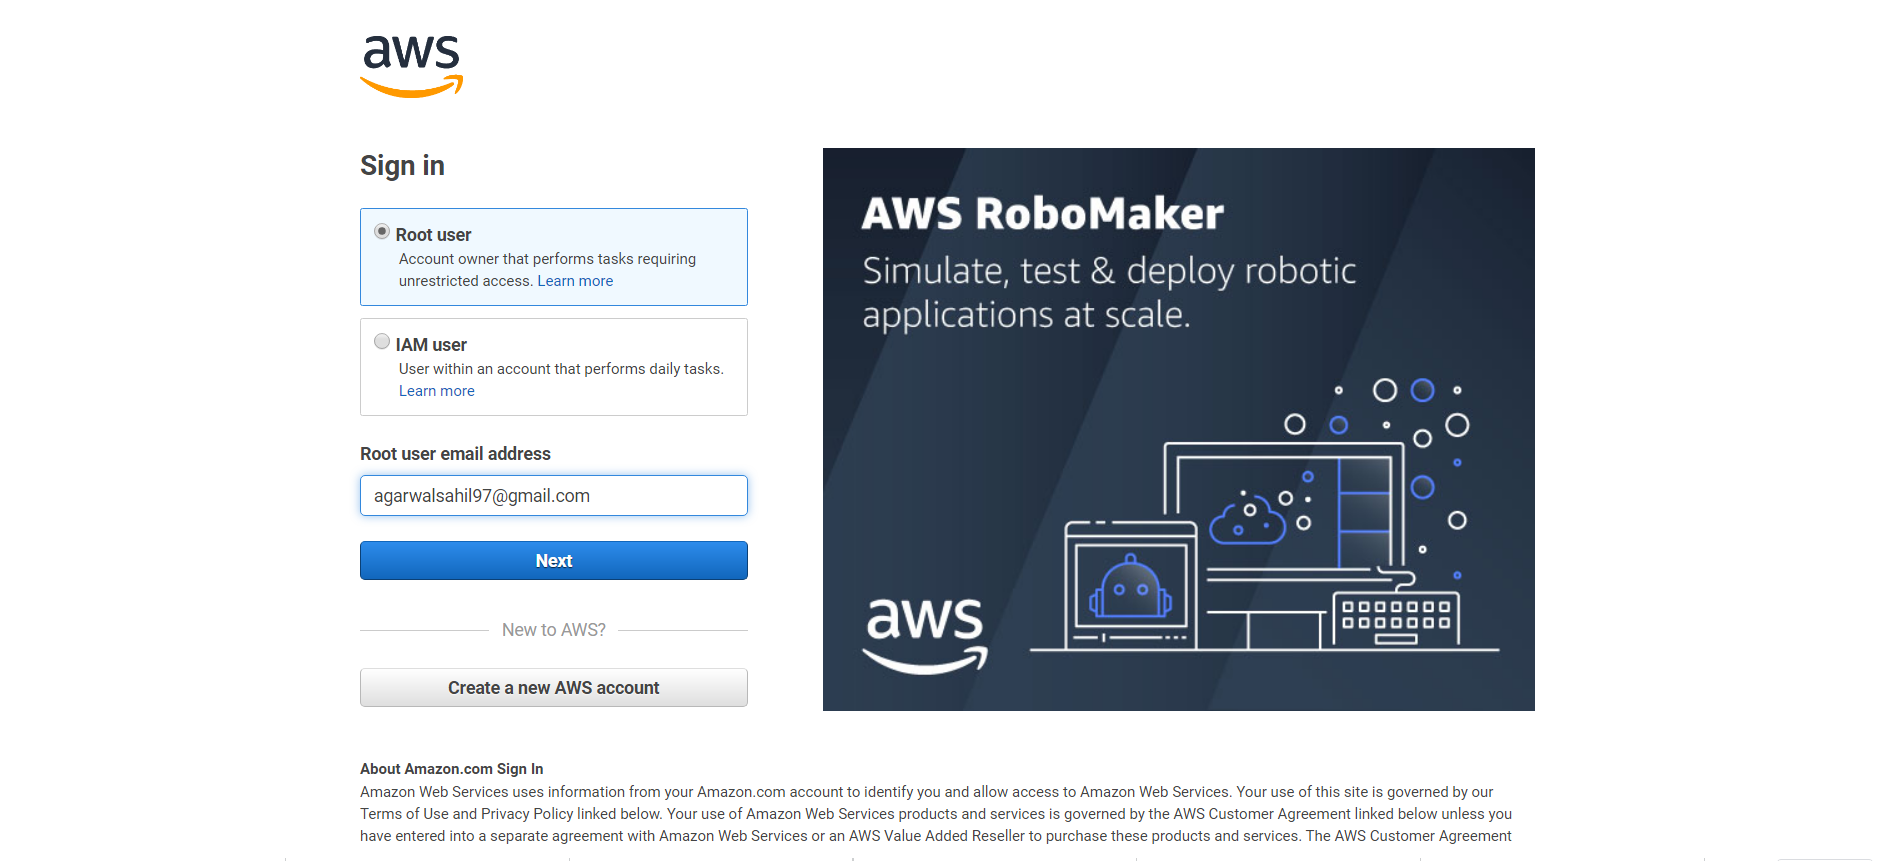 aws
Sign in
Root user
Account owner that performs tasks requiring
unrestricted access. Learn more
IAM user
User within an account that performs daily tasks.
Learn more
Root user email address
agarwalsahil97@gmail.com
Next
New to AWS?
Create a new AWS account
AWS RoboMaker
Simulate, test & deploy robotic
applications at scale.
aws
About Amazon.com Sign In
Amazon Web Services uses information from your Amazon.com account to identify you and allow access to Amazon Web Services. Your use of this site is governed by our
Terms of Use and Privacy Policy linked below. Your use of Amazon Web Services products and services is governed by the AWS Customer Agreement linked below unless you
have entered into a separate agreement with Amazon Web Services or an AWS Value Added Reseller to purchase these products and services. The AWS Customer Agreement